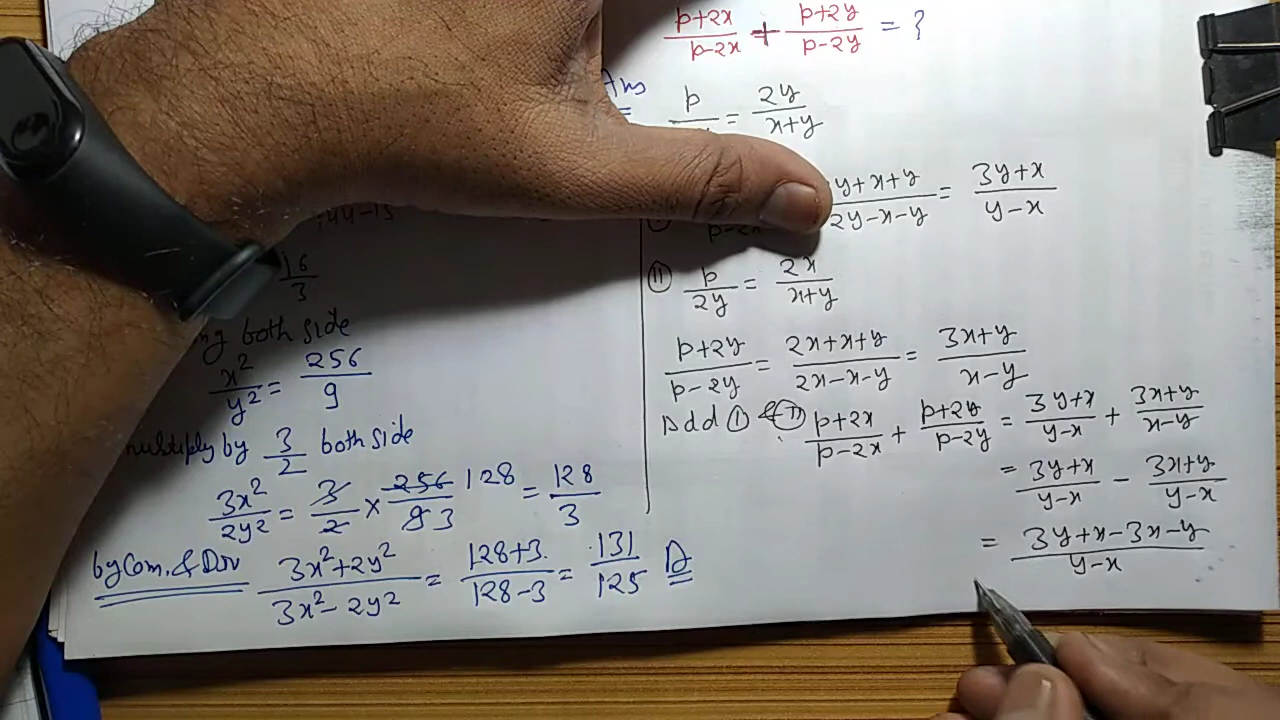 (p+2x)/(p-2x) + (p+2y)/(p-2y) = ?
Ans
p/ = 2y/(x+y)
y+x+y/(2y-x-y) = (3y+x)/(y-x)
p-2x
(II) p/2y = 2x/(x+y)
(p+2y)/(p-2y) = (2x+x+y)/(2x-x-y) = (3x+y)/(x-y)
Add (I) & (II) (p+2x)/(p-2x) + (p+2y)/(p-2y) = (3y+x)/(y-x) + (3x+y)/(x-y)
= (3y+x)/(y-x) - (3x+y)/(y-x)
= (3y+x-3x-y)/(y-x)
16/3
both side
x²/y² = 256/9
multiply by 3/2 both side
3x²/2y² = 3/2 × 256/9 128 3 = 128/3
by Com. & Div (3x²+2y²)/(3x²-2y²) = (128+3)/(128-3) = 131/125